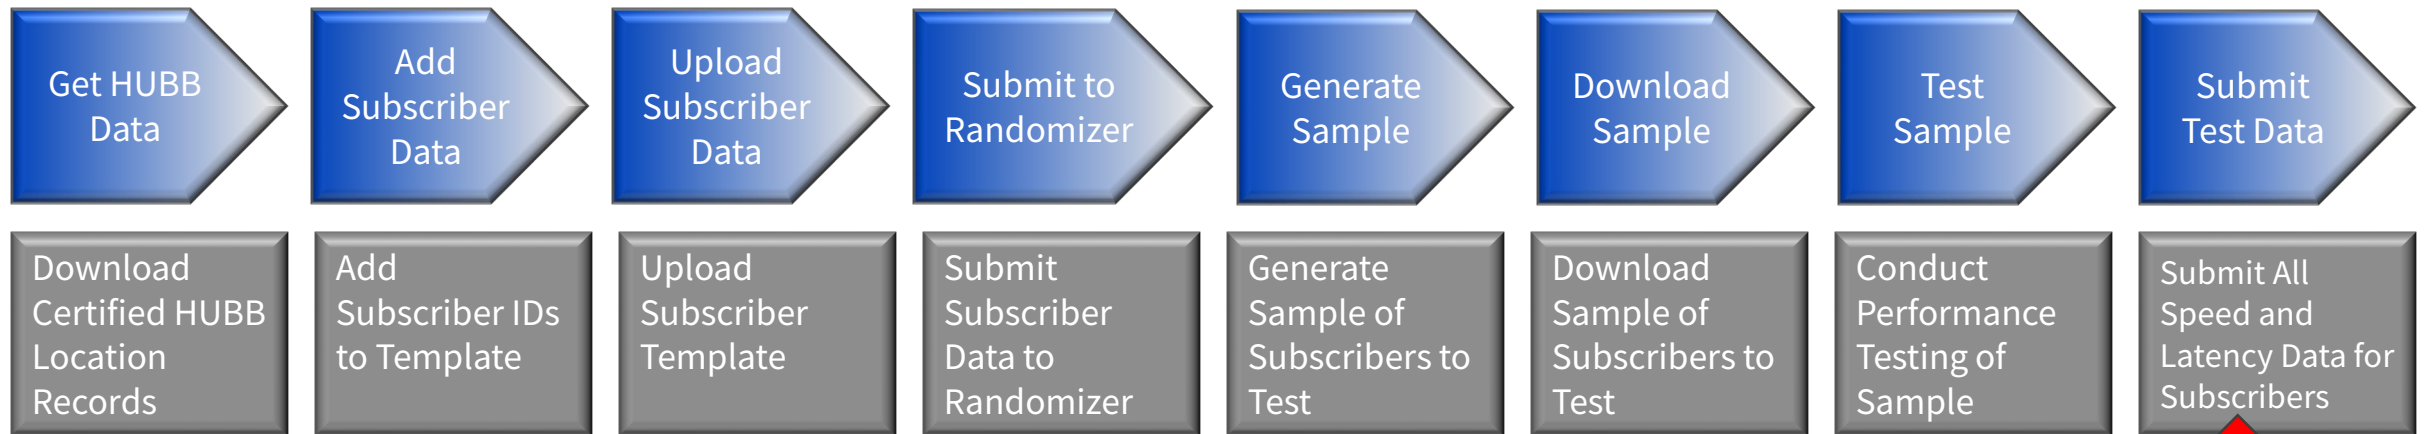 Get HUBB
Data
Add
Subscriber
Data
Upload
Subscriber
Data
Submit to
Randomizer
Generate
Sample
Download
Sample
Test
Sample
Submit
Test Data
Download
Certified HUBB
Location
Records
Add
Subscriber IDs
to Template
Upload
Subscriber
Template
Submit
Subscriber
Data to
Randomizer
Generate
Sample of
Subscribers to
Test
Download
Sample of
Subscribers to
Test
Conduct
Performance
Testing of
Sample
Submit All
Speed and
Latency Data for
Subscribers